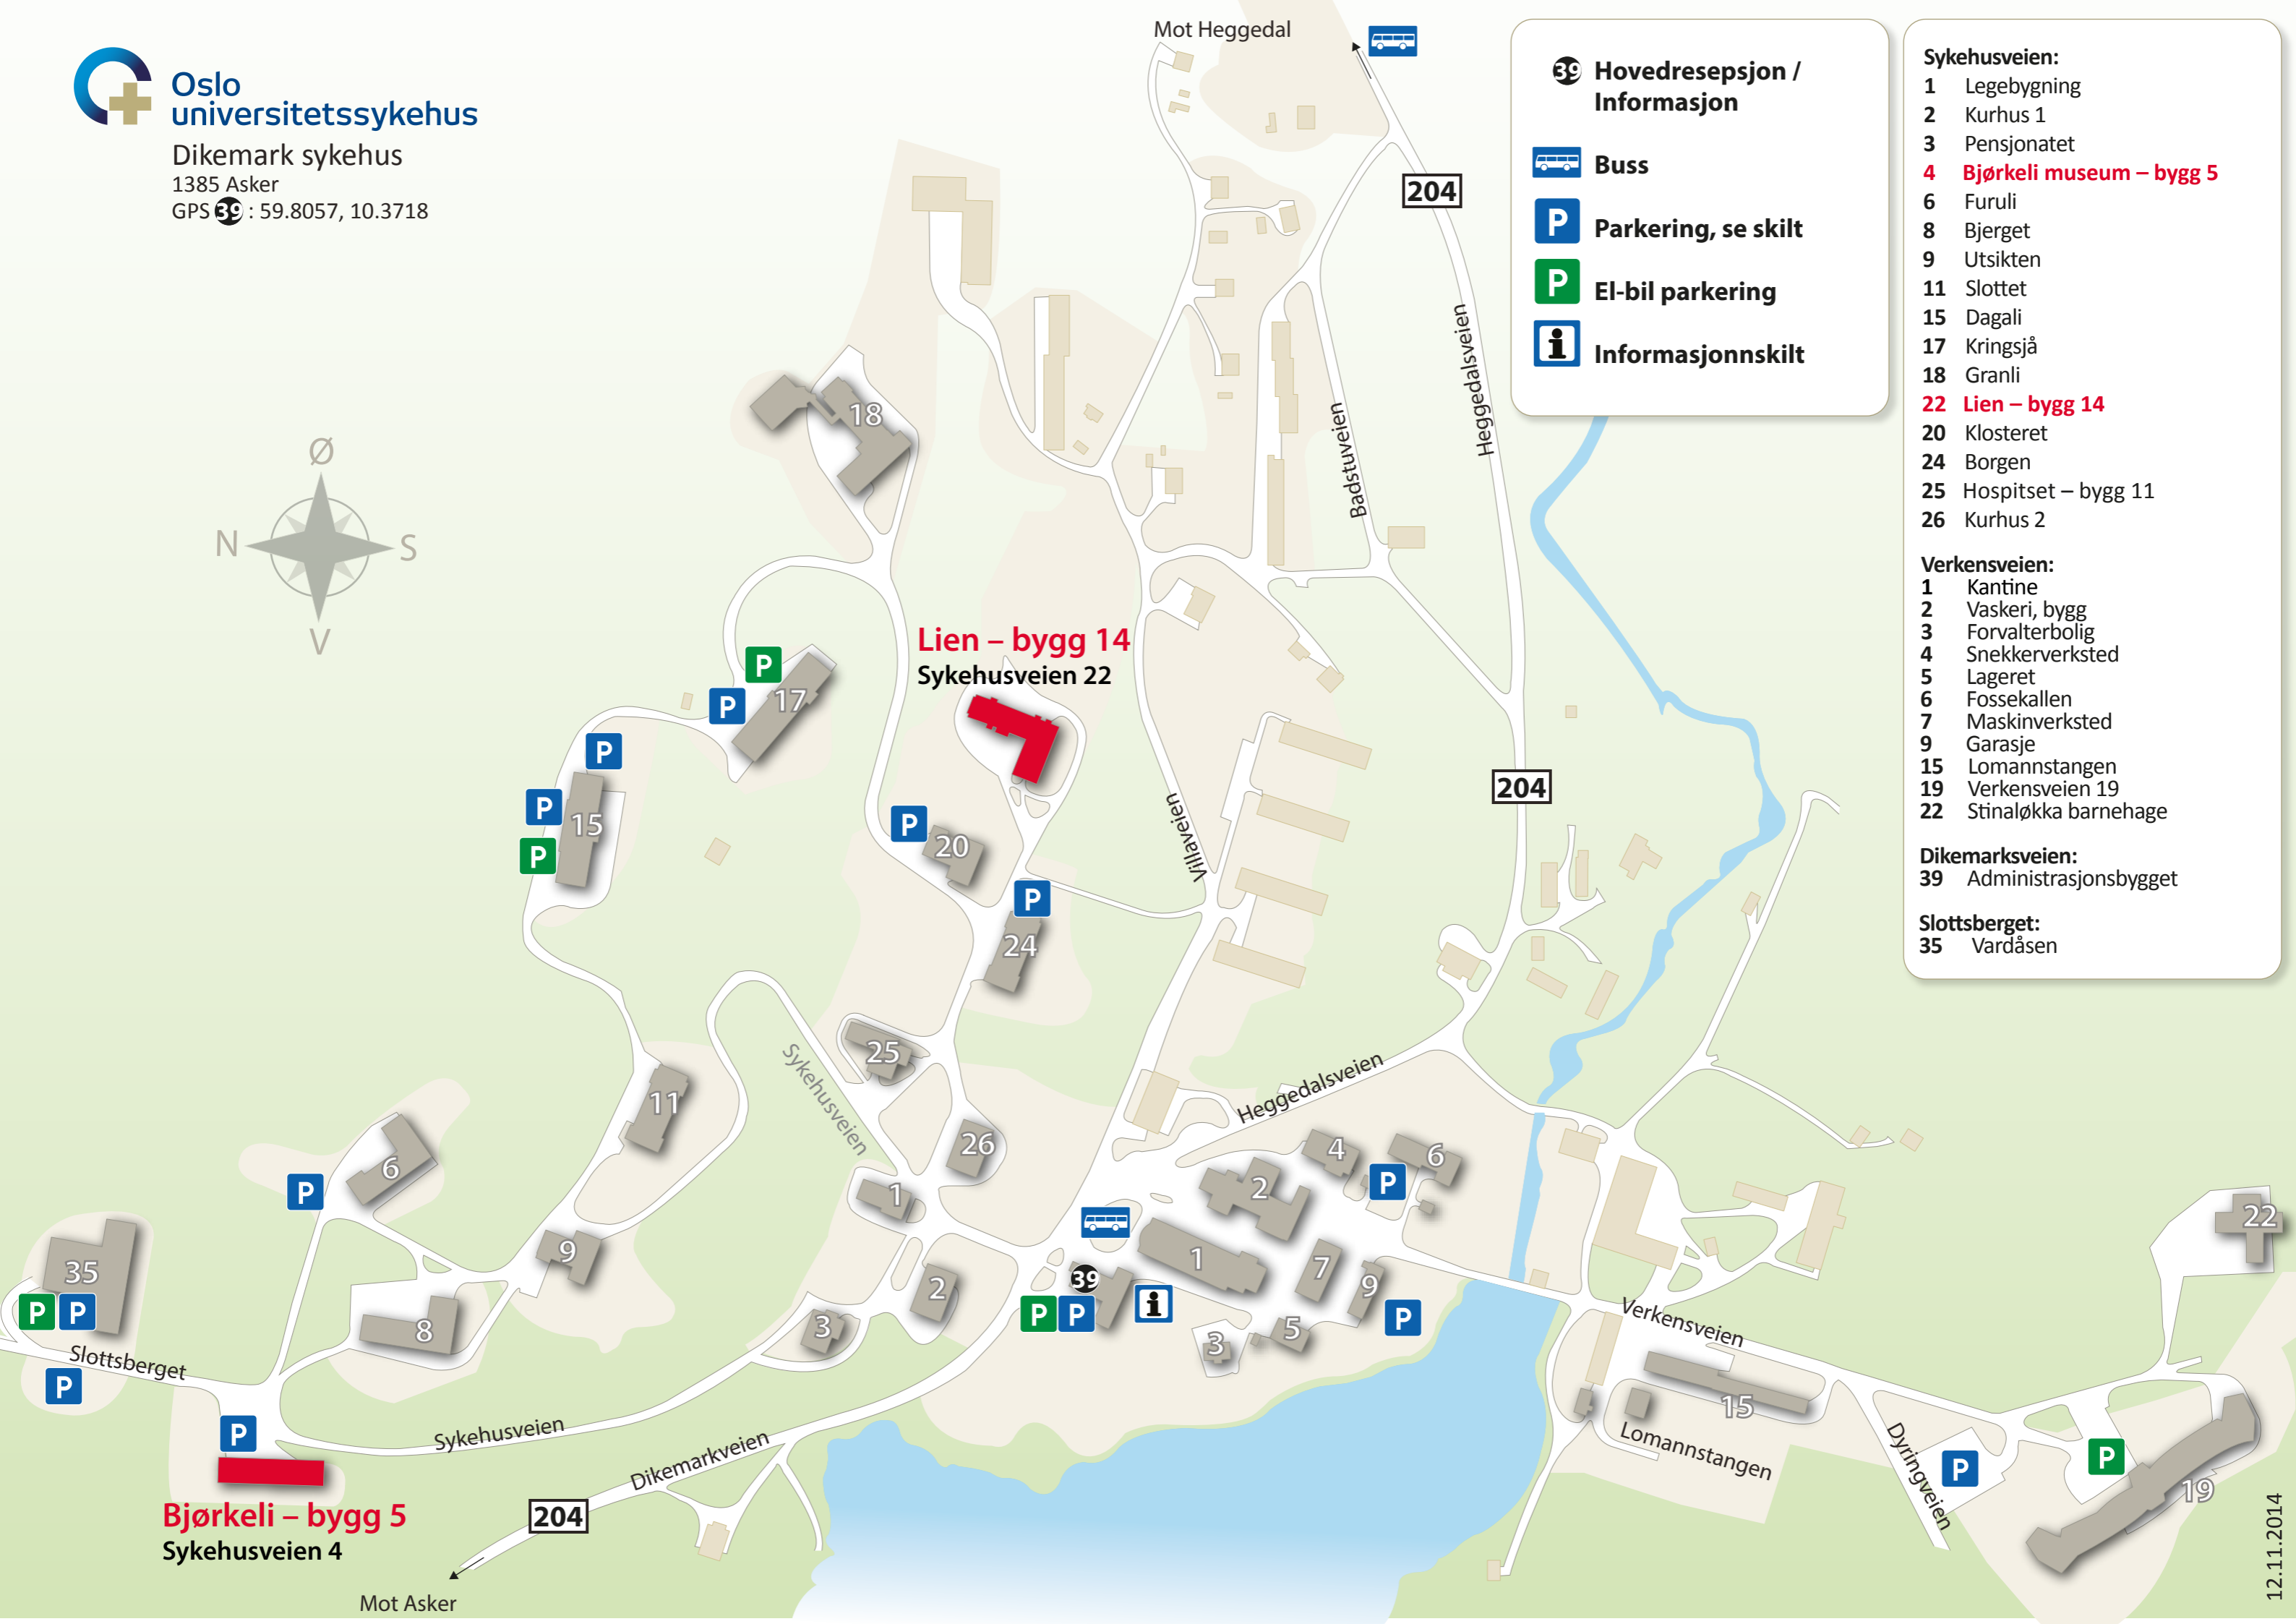 Oslo
universitetssykehus
Dikemark sykehus
1385 Asker
GPS 39 : 59.8057, 10.3718
Mot Heggedal
39 Hovedresepsjon /
Informasjon
Buss
P Parkering, se skilt
P El-bil parkering
i Informasjonnskilt
Sykehusveien:
1 Legebygning
2 Kurhus 1
3 Pensjonatet
4 Bjørkeli museum – bygg 5
6 Furuli
8 Bjerget
9 Utsikten
11 Slottet
15 Dagali
17 Kringsjå
18 Granli
22 Lien – bygg 14
20 Klosteret
24 Borgen
25 Hospitset – bygg 11
26 Kurhus 2
Verkensveien:
1 Kantine
2 Vaskeri, bygg
3 Forvalterbolig
4 Snekkerverksted
5 Lageret
6 Fossekallen
7 Maskinverksted
9 Garasje
15 Lomannstangen
19 Verkensveien 19
22 Stinaløkka barnehage
Dikemarksveien:
39 Administrasjonsbygget
Slottsberget:
35 Vardåsen
204
Heggedalsveien
Badstuveien
18
Ø
N
S
V
Lien – bygg 14
Sykehusveien 22
P
17
P
P
P
15
P
P
20
Villaveien
204
P
24
25
Sykehusveien
Heggedalsveien
11
26
4
6
6
P
2
P
1
22
1
9
35
39
7
9
2
P
P
P
P
i
P
3
8
3
5
Verkensveien
Slottsberget
P
15
P
Sykehusveien
Dikemarkveien
Lomannstangen
Dyringveien
P
P
19
Bjørkeli – bygg 5
Sykehusveien 4
204
Mot Asker
12.11.2014